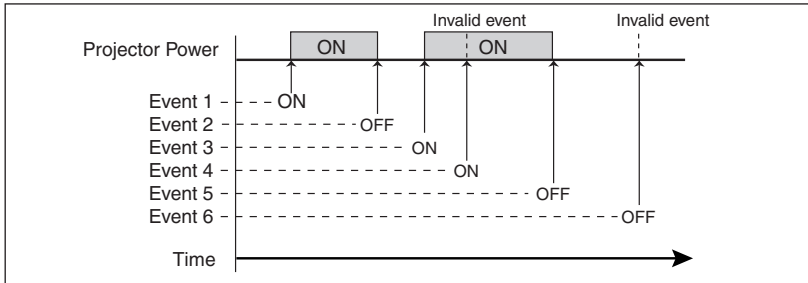 Invalid event Invalid event
Projector Power ON ON
Event 1 ON
Event 2 OFF
Event 3 ON
Event 4 ON
Event 5 OFF
Event 6 OFF
Time